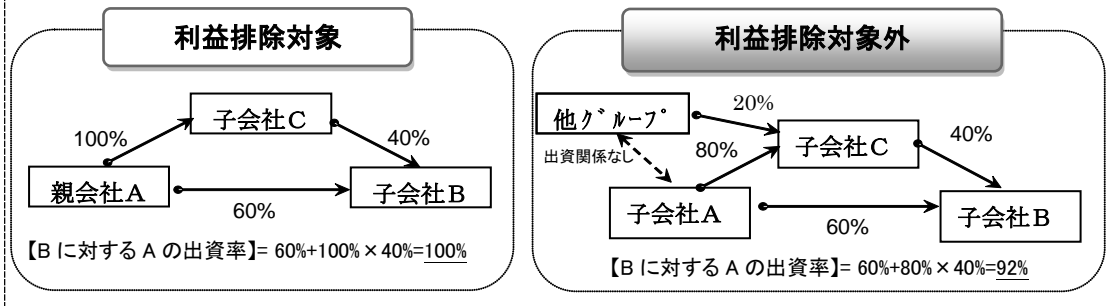 利益排除対象
子会社C
100%
40%
親会社A
子会社B
60%
【B に対する A の出資率】= 60%+100%×40%=100%
利益排除対象外
他グループ
20%
出資関係なし
80%
子会社C
40%
子会社A
子会社B
60%
【B に対する A の出資率】= 60%+80%×40%=92%